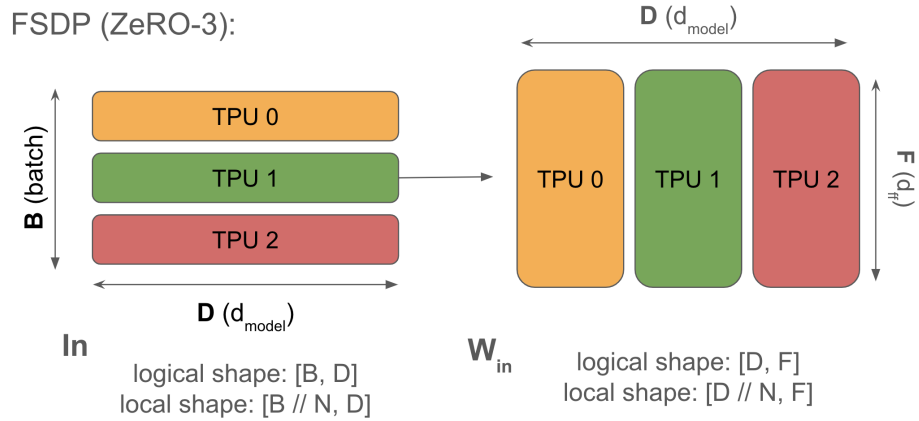 FSDP (ZeRO-3):
B (batch)
TPU 0
TPU 1
TPU 2
D (dmodel)
In
logical shape: [B, D]
local shape: [B // N, D]
D (dmodel)
TPU 0
TPU 1
TPU 2
F (dff)
Win
logical shape: [D, F]
local shape: [D // N, F]